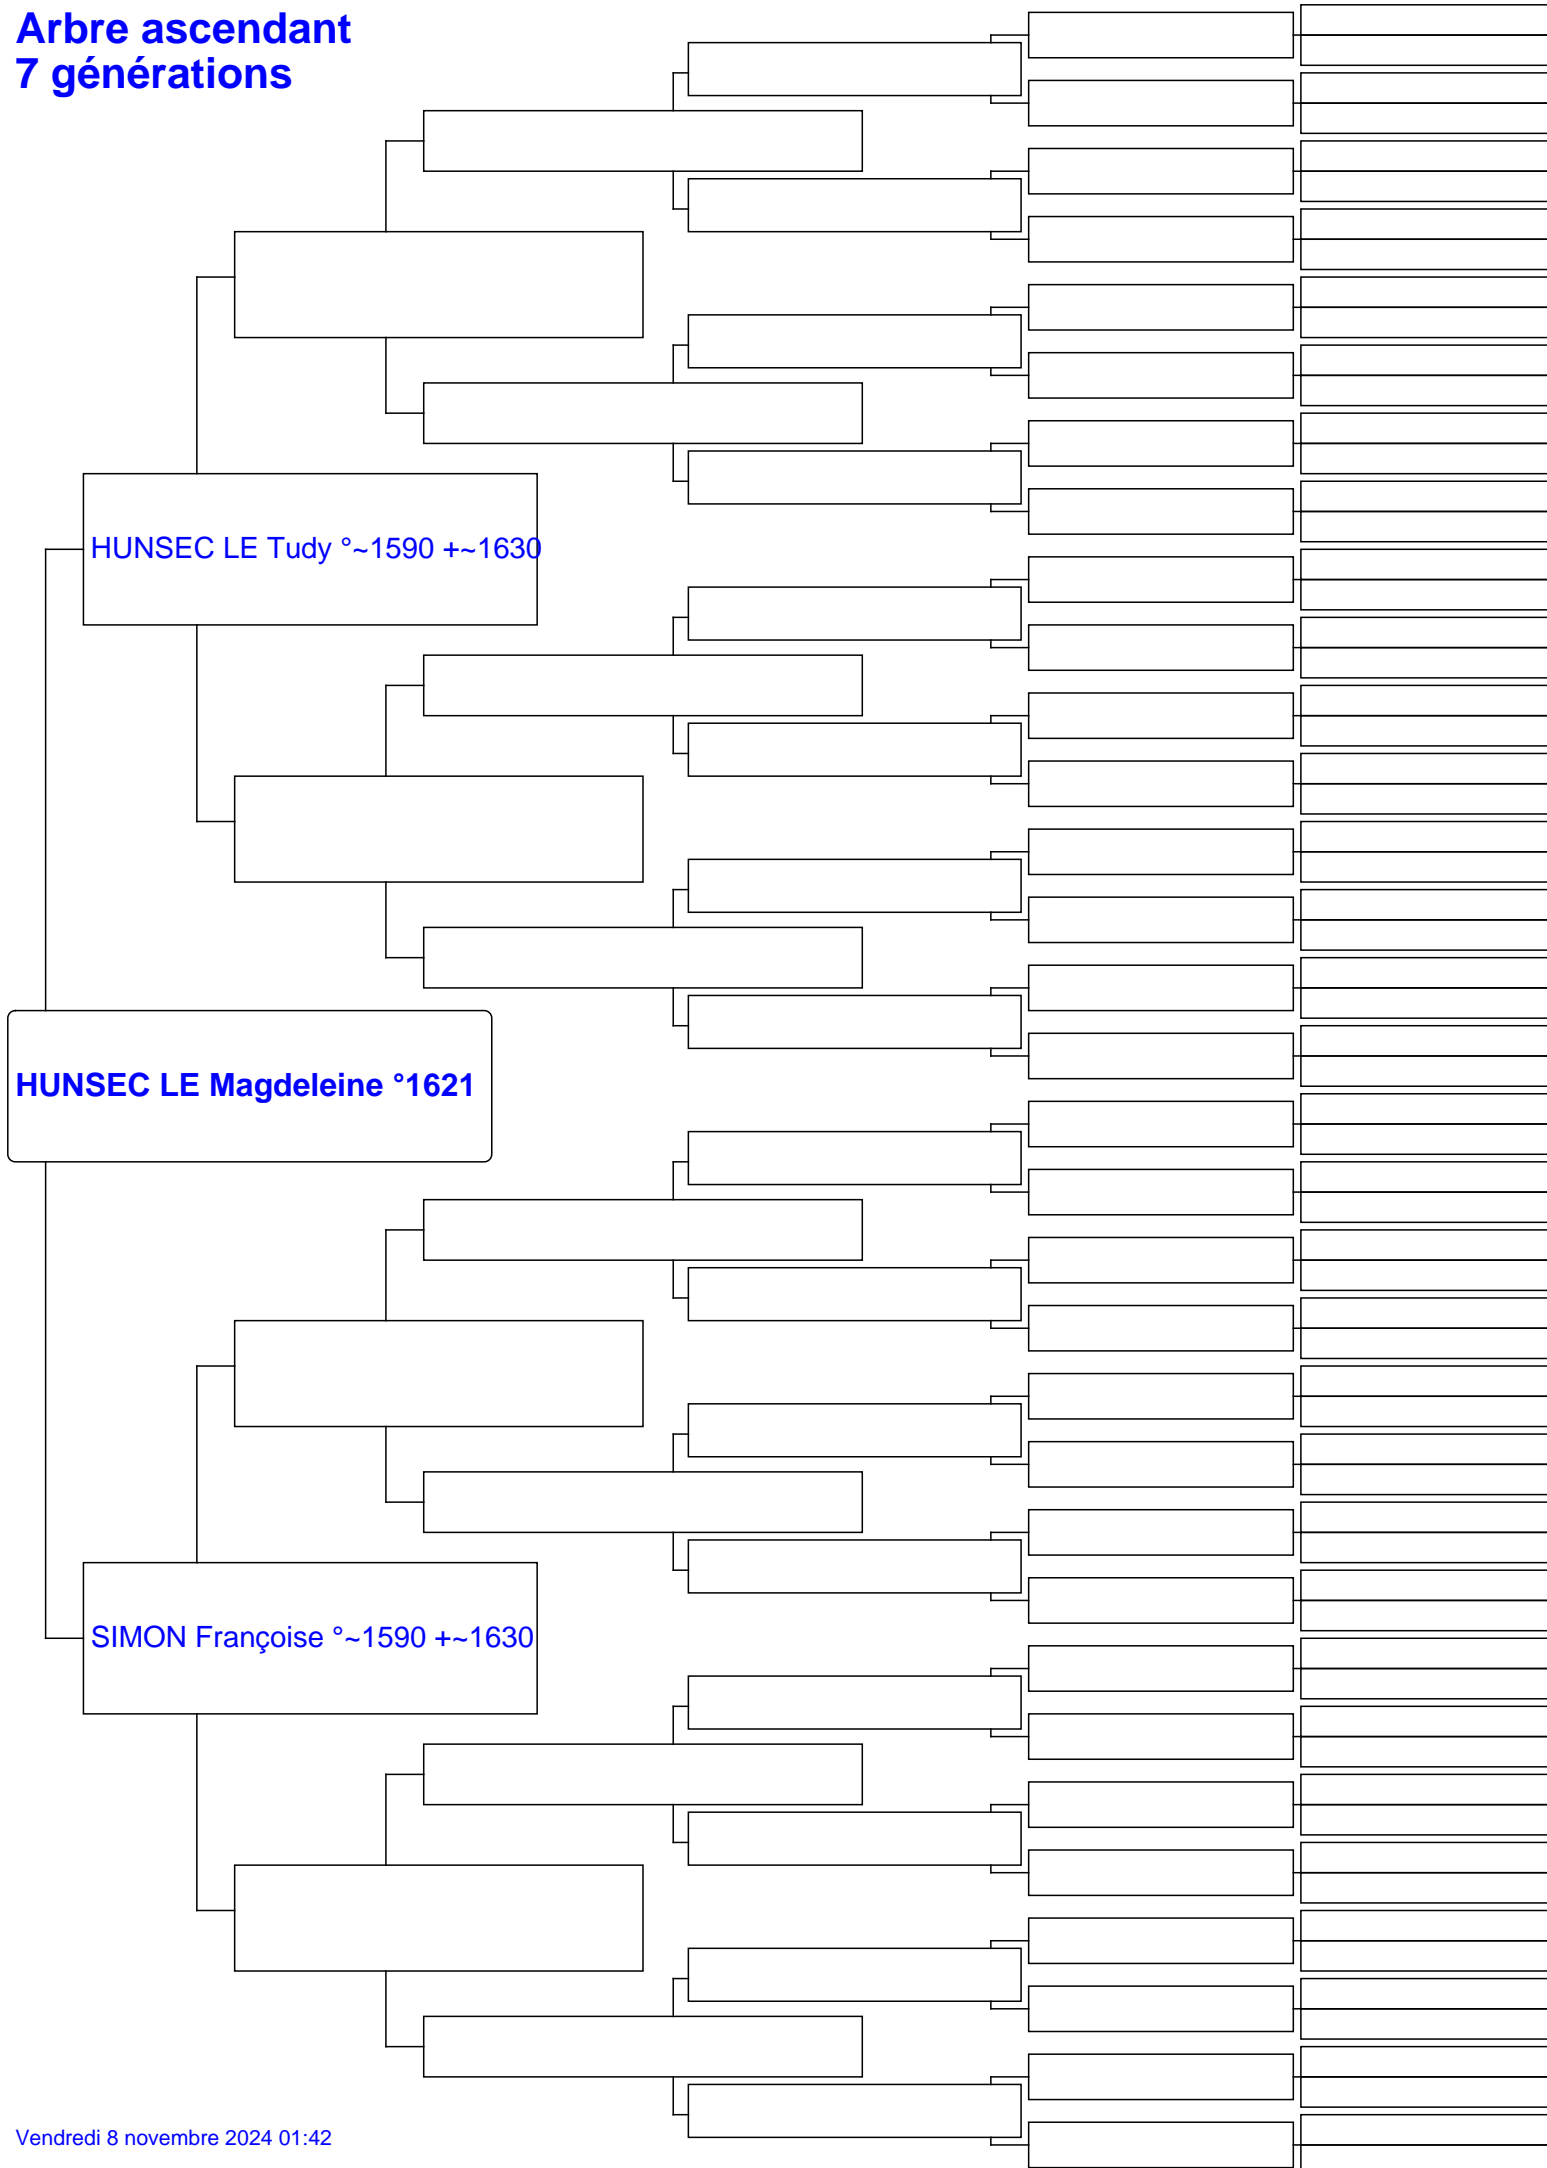 Arbre ascendant
7 générations
HUNSEC LE Tudy °~1590 +~1630
HUNSEC LE Magdeleine °1621
SIMON Françoise °~1590 +~1630
Vendredi 8 novembre 2024 01:42